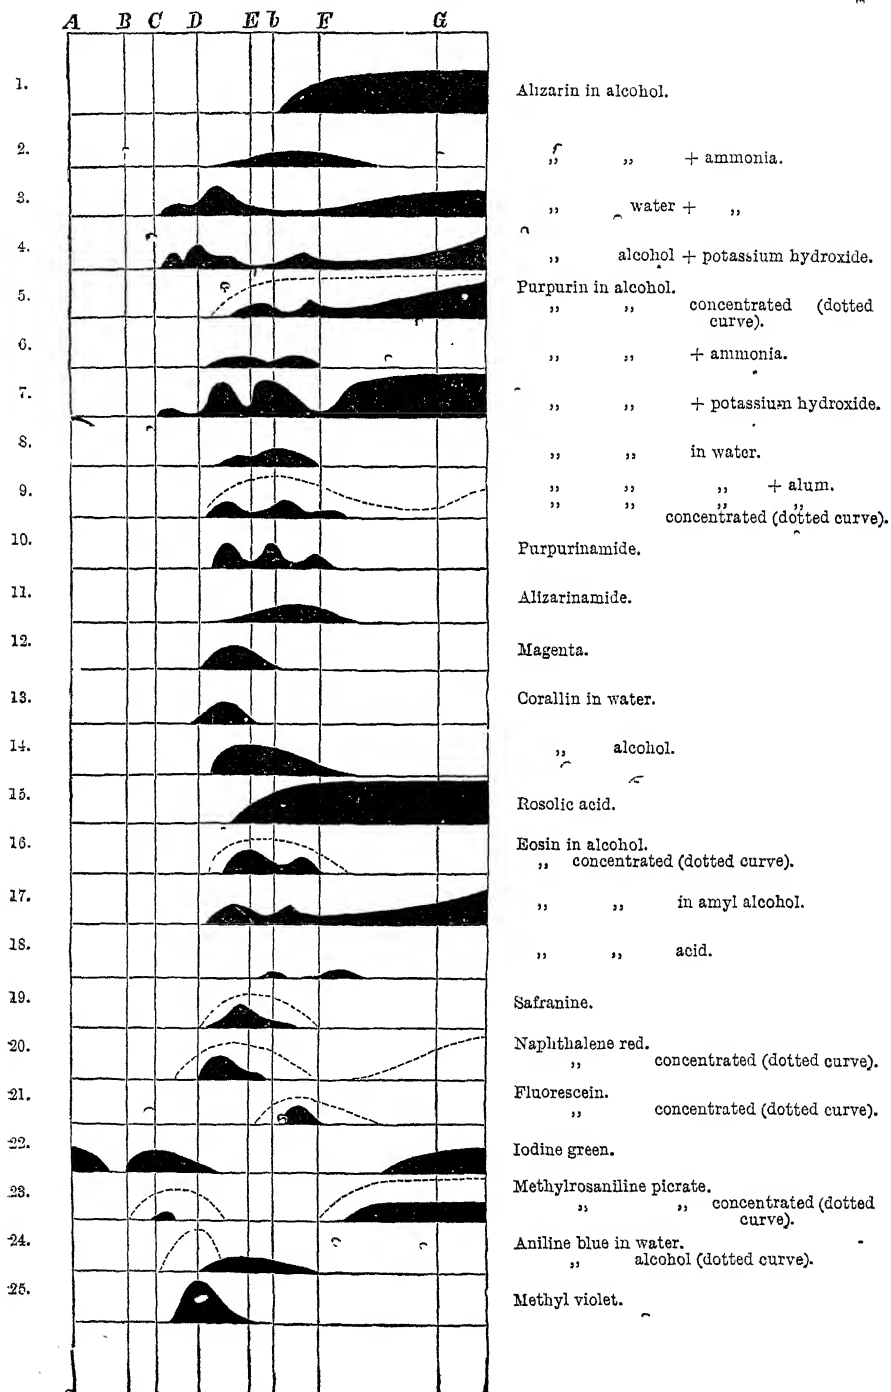 A B C D E b F G
1. Alizarin in alcohol.
2. „ „ + ammonia.
3. „ water + „
4. „ alcohol + potassium hydroxide.
5. Purpurin in alcohol.
„ „ concentrated (dotted
curve).
6. „ „ + ammonia.
7. „ „ + potassium hydroxide.
8. „ „ in water.
9. „ „ „ + alum.
„ „ „ „
concentrated (dotted curve).
10. Purpurinamide.
11. Alizarinamide.
12. Magenta.
13. Corallin in water.
14. „ alcohol.
15. Rosolic acid.
16. Eosin in alcohol.
„ concentrated (dotted curve).
17. „ „ in amyl alcohol.
18. „ „ acid.
19. Safranine.
20. Naphthalene red.
„ concentrated (dotted curve).
21. Fluorescein.
„ concentrated (dotted curve).
22. Iodine green.
23. Methylrosaniline picrate.
„ „ concentrated (dotted
curve).
24. Aniline blue in water.
„ alcohol (dotted curve).
25. Methyl violet.